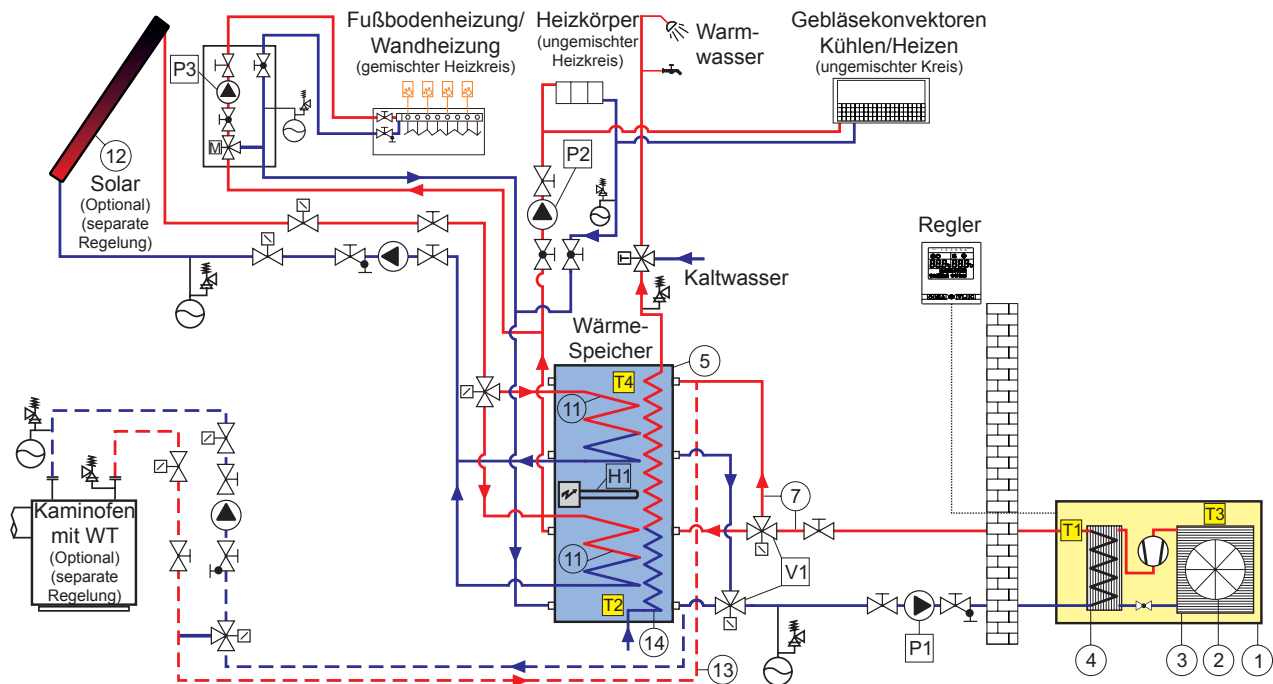 Fußbodenheizung/
Wandheizung
(gemischter Heizkreis)
Heizkörper
(ungemischter
Heizkreis)
Warm-
wasser
Gebläsekonvektoren
Kühlen/Heizen
(ungemischter Kreis)
P3
M
12
Solar
(Optional)
(separate
Regelung)
P2
Kaltwasser
Regler
Wärme-
Speicher
5
T4
11
H1
7
11
V1
T2
14
13
Kaminofen
mit WT
(Optional)
(separate
Regelung)
P1
T1
T3
4
3
2
1